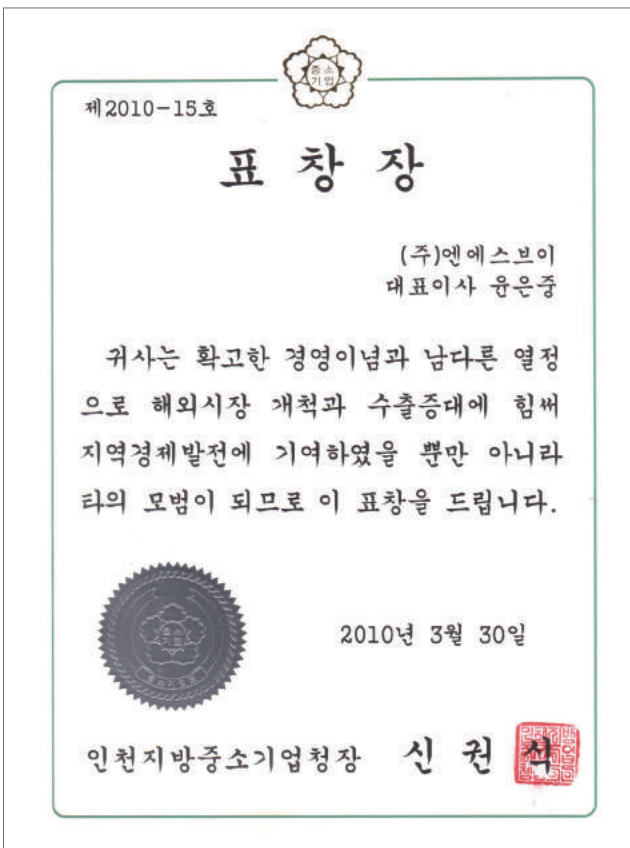 중소
기업
제2010-15호
표 창 장
(주)엔에스브이
대표이사 윤은중
귀사는 확고한 경영이념과 남다른 열정
으로 해외시장 개척과 수출증대에 힘써
지역경제발전에 기여하였을 뿐만 아니라
타의 모범이 되므로 이 표창을 드립니다.
중소
기업
2010년 3월 30일
인천지방중소기업청장 신 권 식